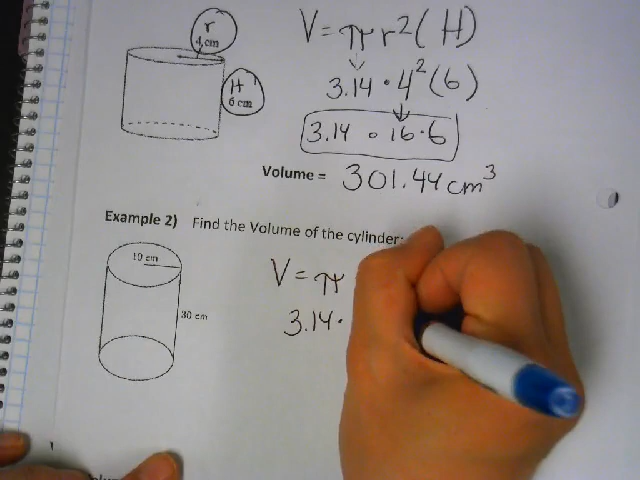 V = πr²(H)
r
4 cm
H
6 cm
3.14 · 4²(6)
3.14 · 16 · 6
Volume = 301.44 cm³
Example 2) Find the Volume of the cylinder:
10 cm
V = π
30 cm
3.14 ·